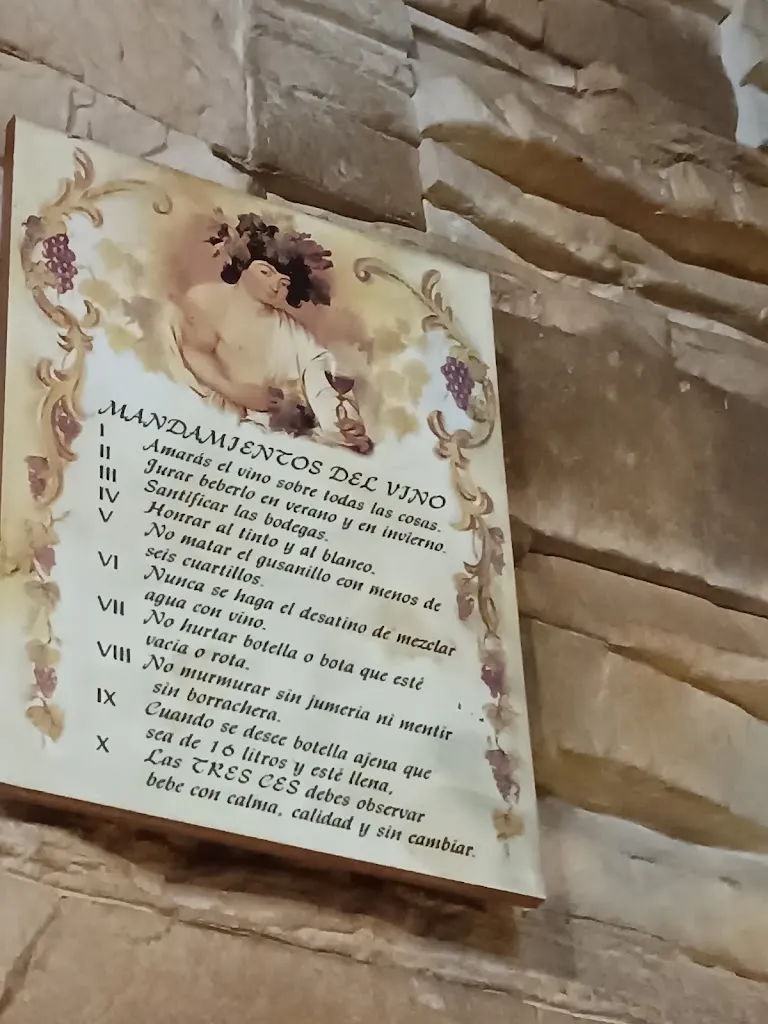 MANDAMIENTOS DEL VINO
I Amarás el vino sobre todas las cosas.
II Jurar beberlo en verano y en invierno.
III Santificar las bodegas.
IV Honrar al tinto y al blanco.
V No matar el gusanillo con menos de
seis cuartillos.
VI Nunca se haga el desatino de mezclar
agua con vino.
VII No hurtar botella o bota que esté
vacia o rota.
VIII No murmurar sin jumeria ni mentir
sin borrachera.
IX Cuando se desee botella ajena que
sea de 16 litros y esté llena,
X Las TRES CES debes observar
bebe con calma, calidad y sin cambiar.